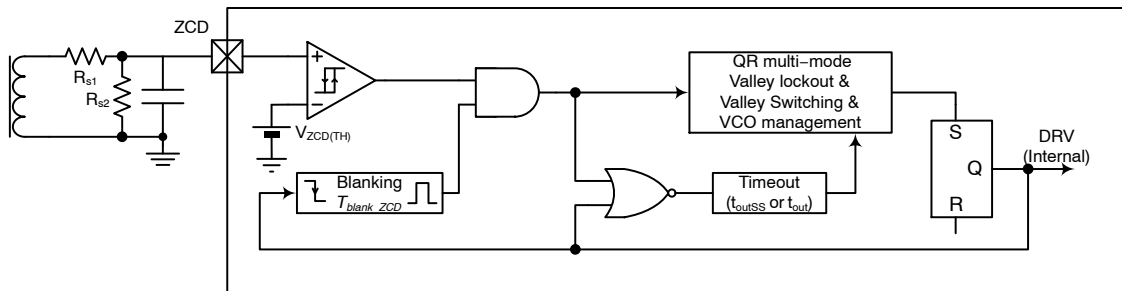 ZCD
Rs1
Rs2
+
−
VZCD(TH)
QR multi−mode
Valley lockout &
Valley Switching &
VCO management
S
Q
R
DRV
(Internal)
Blanking
Tblank_ZCD
Timeout
(toutSS or tout)